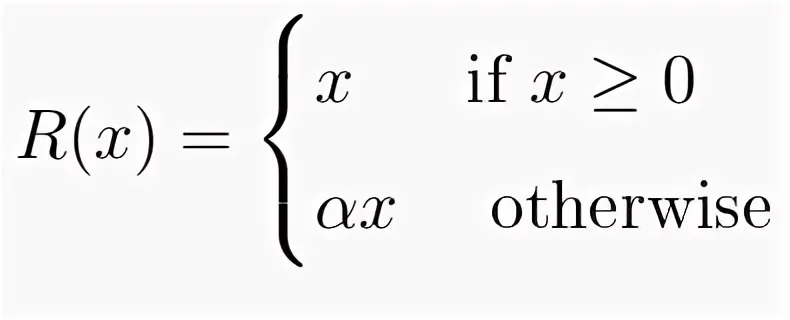 x if x ≥ 0
R(x) =
αx otherwise